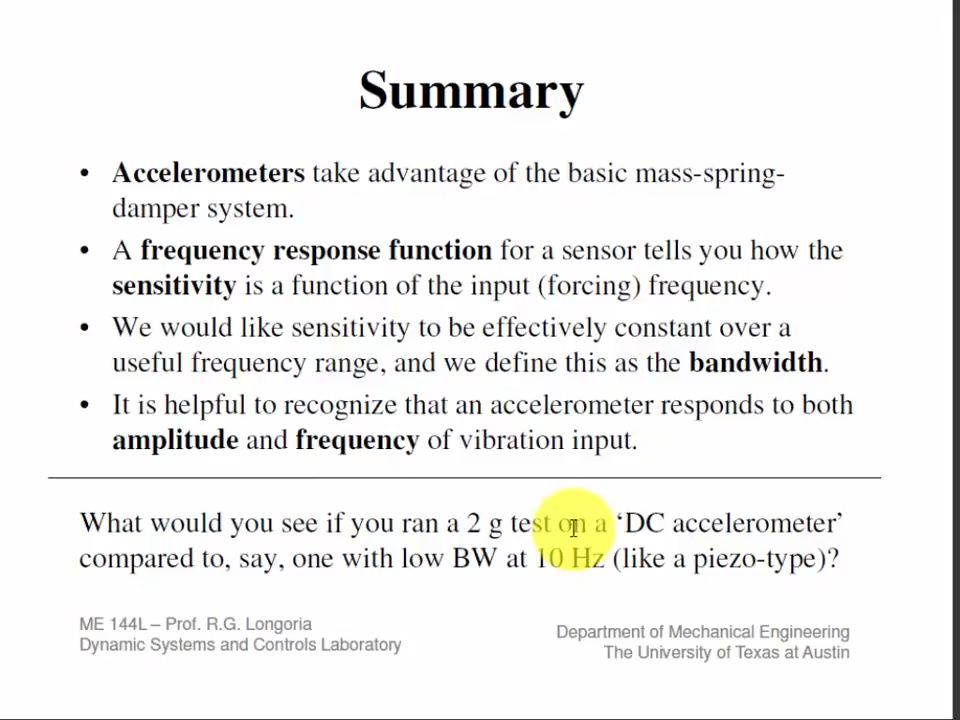 Summary
• Accelerometers take advantage of the basic mass-spring-
damper system.
• A frequency response function for a sensor tells you how the
sensitivity is a function of the input (forcing) frequency.
• We would like sensitivity to be effectively constant over a
useful frequency range, and we define this as the bandwidth.
• It is helpful to recognize that an accelerometer responds to both
amplitude and frequency of vibration input.
What would you see if you ran a 2 g test on a ‘DC accelerometer’
compared to, say, one with low BW at 10 Hz (like a piezo-type)?
ME 144L – Prof. R.G. Longoria
Dynamic Systems and Controls Laboratory
Department of Mechanical Engineering
The University of Texas at Austin